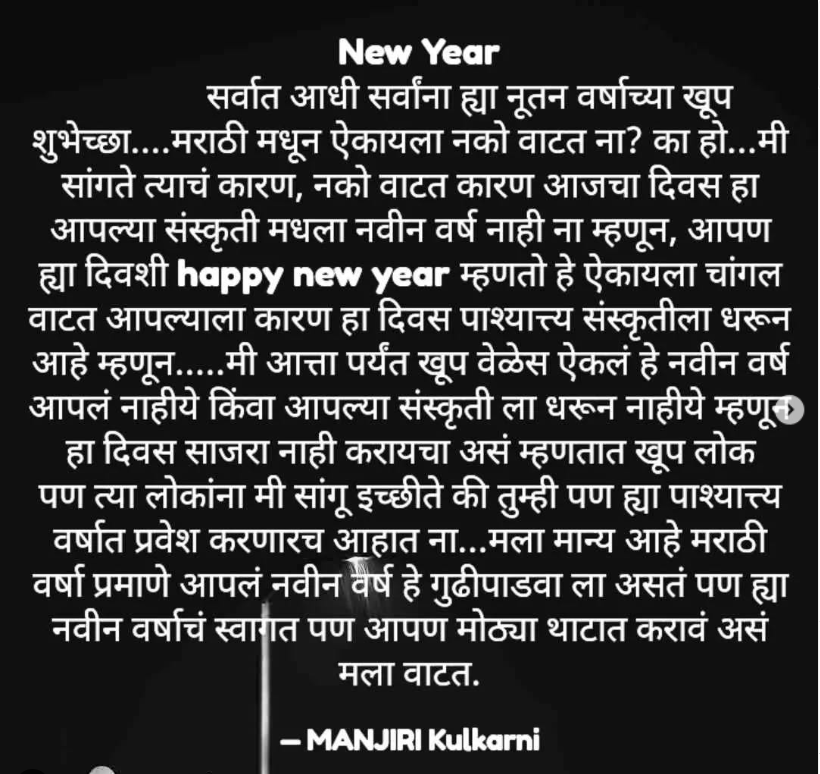 New Year
सर्वात आधी सर्वांना ह्या नूतन वर्षाच्या खूप
शुभेच्छा....मराठी मधून ऐकायला नको वाटत ना? का हो...मी
सांगते त्याचं कारण, नको वाटत कारण आजचा दिवस हा
आपल्या संस्कृती मधला नवीन वर्ष नाही ना म्हणून, आपण
ह्या दिवशी happy new year म्हणतो हे ऐकायला चांगल
वाटत आपल्याला कारण हा दिवस पाश्यात्त्य संस्कृतीला धरून
आहे म्हणून.....मी आत्ता पर्यंत खूप वेळेस ऐकलं हे नवीन वर्ष
आपलं नाहीये किंवा आपल्या संस्कृती ला धरून नाहीये म्हणून
हा दिवस साजरा नाही करायचा असं म्हणतात खूप लोक
पण त्या लोकांना मी सांगू इच्छीते की तुम्ही पण ह्या पाश्यात्त्य
वर्षात प्रवेश करणारच आहात ना...मला मान्य आहे मराठी
वर्षा प्रमाणे आपलं नवीन वर्ष हे गुढीपाडवा ला असतं पण ह्या
नवीन वर्षाचं स्वागत पण आपण मोठ्या थाटात करावं असं
मला वाटत.
– MANJIRI Kulkarni